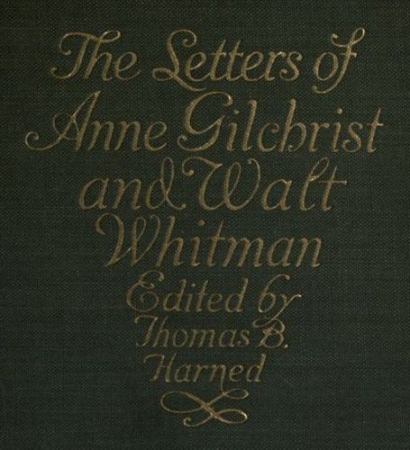 The Letters of
Anne Gilchrist
and Walt
Whitman
Edited by
Thomas B.
Harned